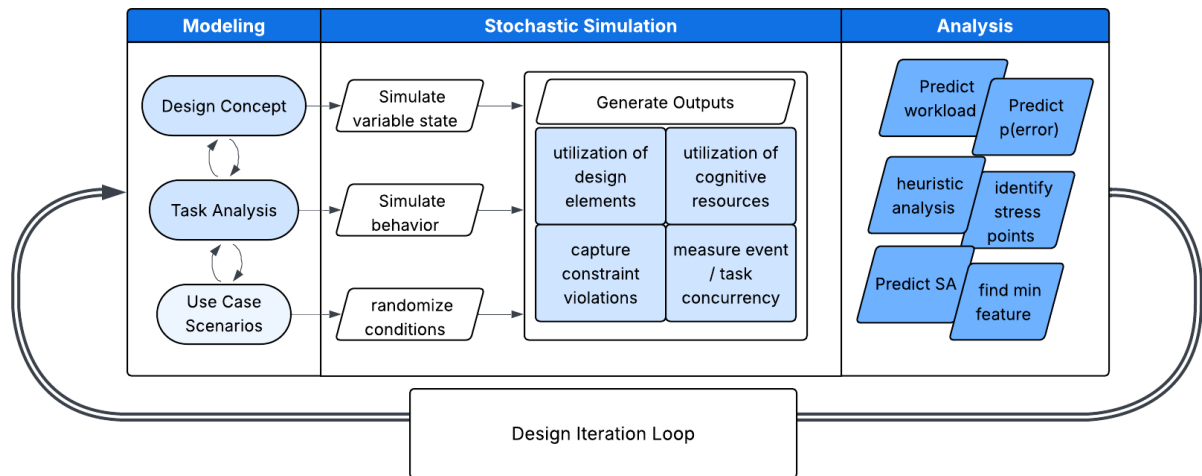 Modeling
Stochastic Simulation
Analysis
Design Concept
Task Analysis
Use Case
Scenarios
Simulate
variable state
Simulate
behavior
randomize
conditions
Generate Outputs
utilization of
design
elements
utilization of
cognitive
resources
capture
constraint
violations
measure event
/ task
concurrency
Predict
workload
Predict
p(error)
heuristic
analysis
identify
stress
points
Predict SA
find min
feature
Design Iteration Loop